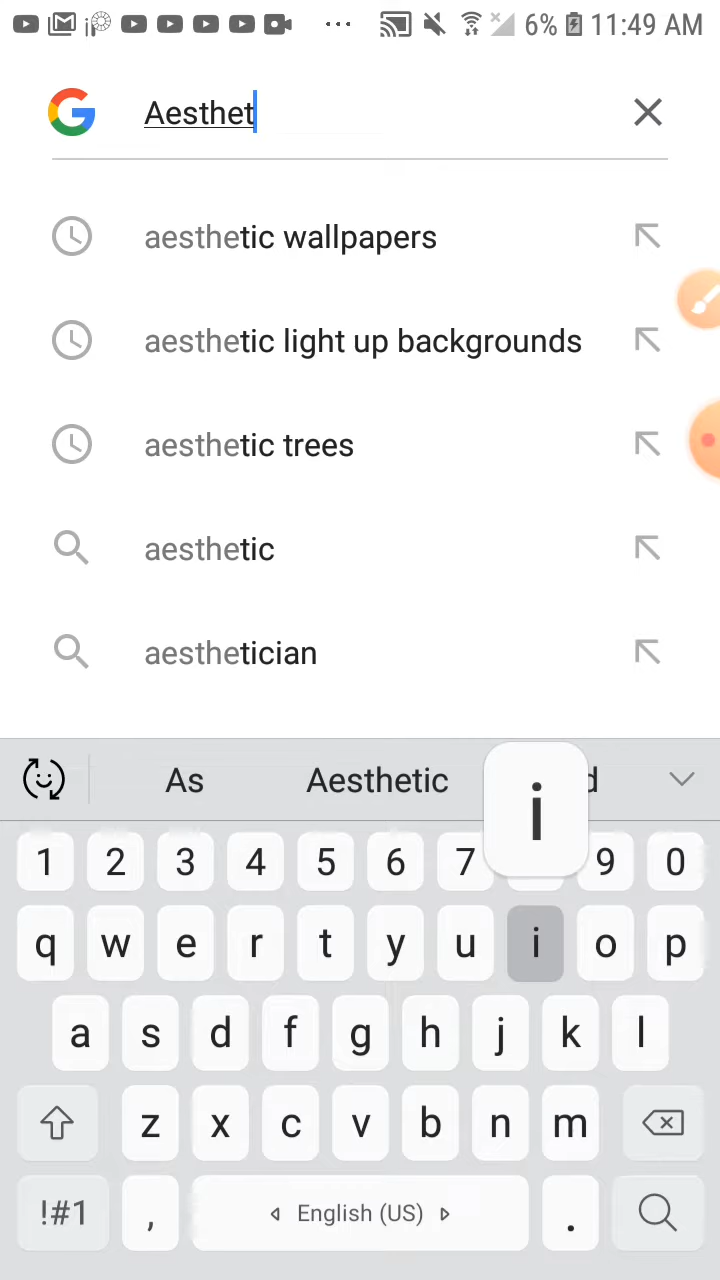 6% 11:49 AM
Aesthet
aesthetic wallpapers
aesthetic light up backgrounds
aesthetic trees
aesthetic
aesthetician
As Aesthetic d
i
1 2 3 4 5 6 7 9 0
q w e r t y u i o p
a s d f g h j k l
z x c v b n m
!#1 , English (US) .